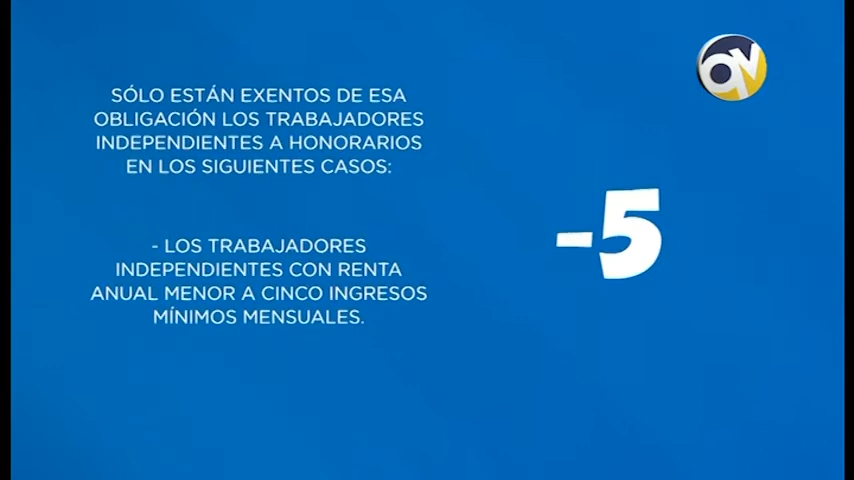 SÓLO ESTÁN EXENTOS DE ESA
OBLIGACIÓN LOS TRABAJADORES
INDEPENDIENTES A HONORARIOS
EN LOS SIGUIENTES CASOS:
- LOS TRABAJADORES
INDEPENDIENTES CON RENTA
ANUAL MENOR A CINCO INGRESOS
MÍNIMOS MENSUALES.
-5
QV